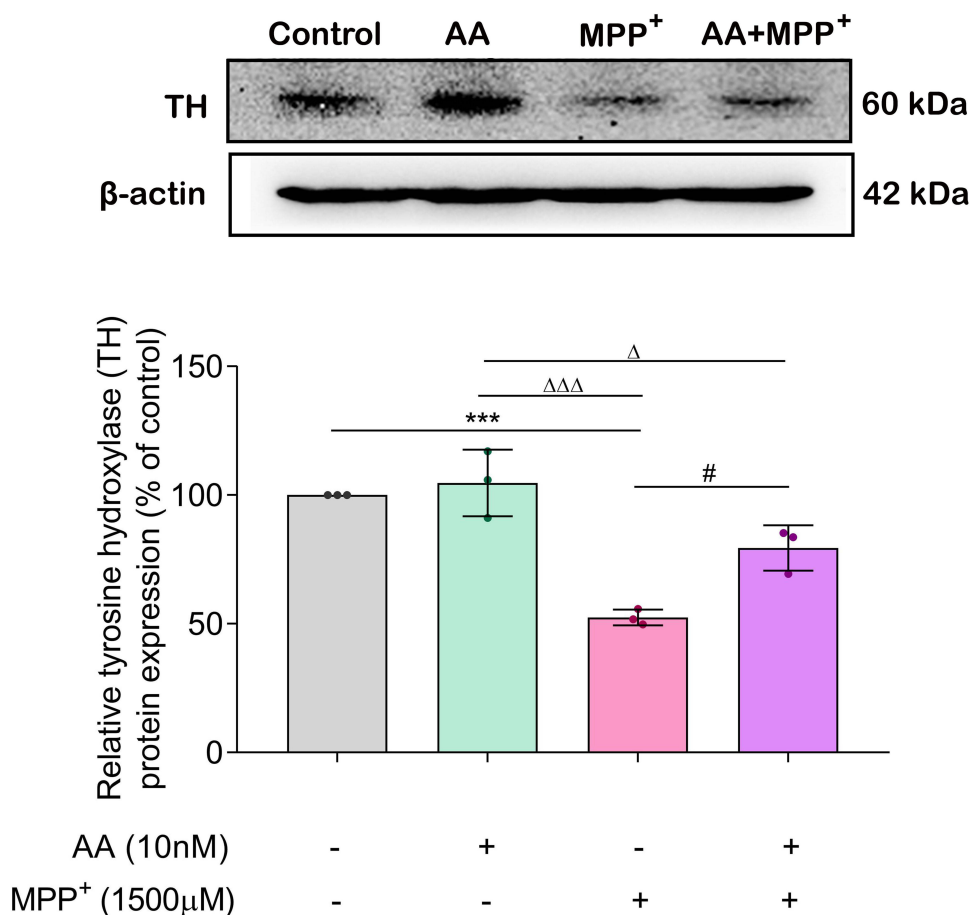 Control AA MPP⁺ AA+MPP⁺
TH 60 kDa
β-actin 42 kDa
Relative tyrosine hydroxylase (TH)
protein expression (% of control)
150
100
50
0
Δ
ΔΔΔ
***
#
AA (10nM) - + - +
MPP⁺ (1500μM) - - + +